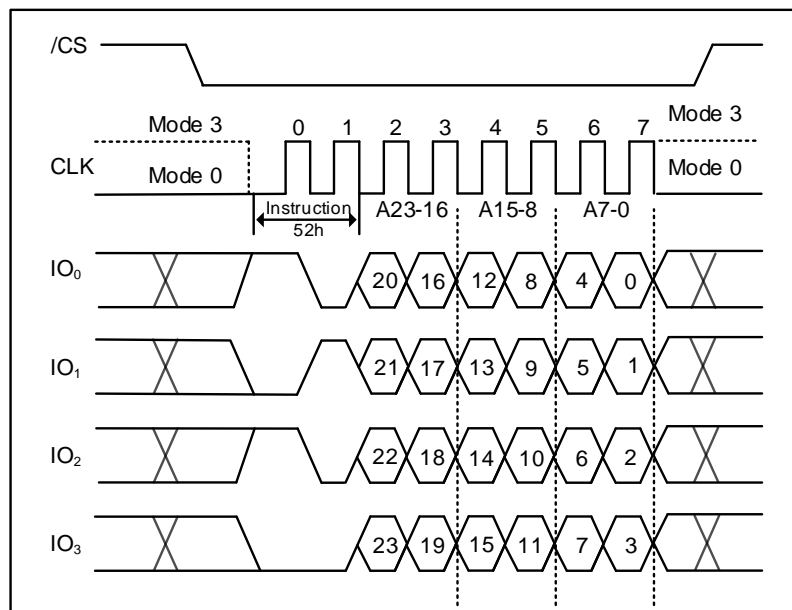 /CS
Mode 3 0 1 2 3 4 5 6 7 Mode 3
CLK Mode 0 Mode 0
Instruction A23-16 A15-8 A7-0
52h
IO₀ 20 16 12 8 4 0
IO₁ 21 17 13 9 5 1
IO₂ 22 18 14 10 6 2
IO₃ 23 19 15 11 7 3